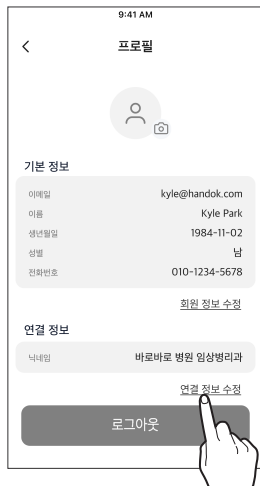 9:41 AM
프로필
기본 정보
이메일 kyle@handok.com
이름 Kyle Park
생년월일 1984-11-02
성별 남
전화번호 010-1234-5678
회원 정보 수정
연결 정보
닉네임 바로바로 병원 임상병리과
연결 정보 수정
로그아웃